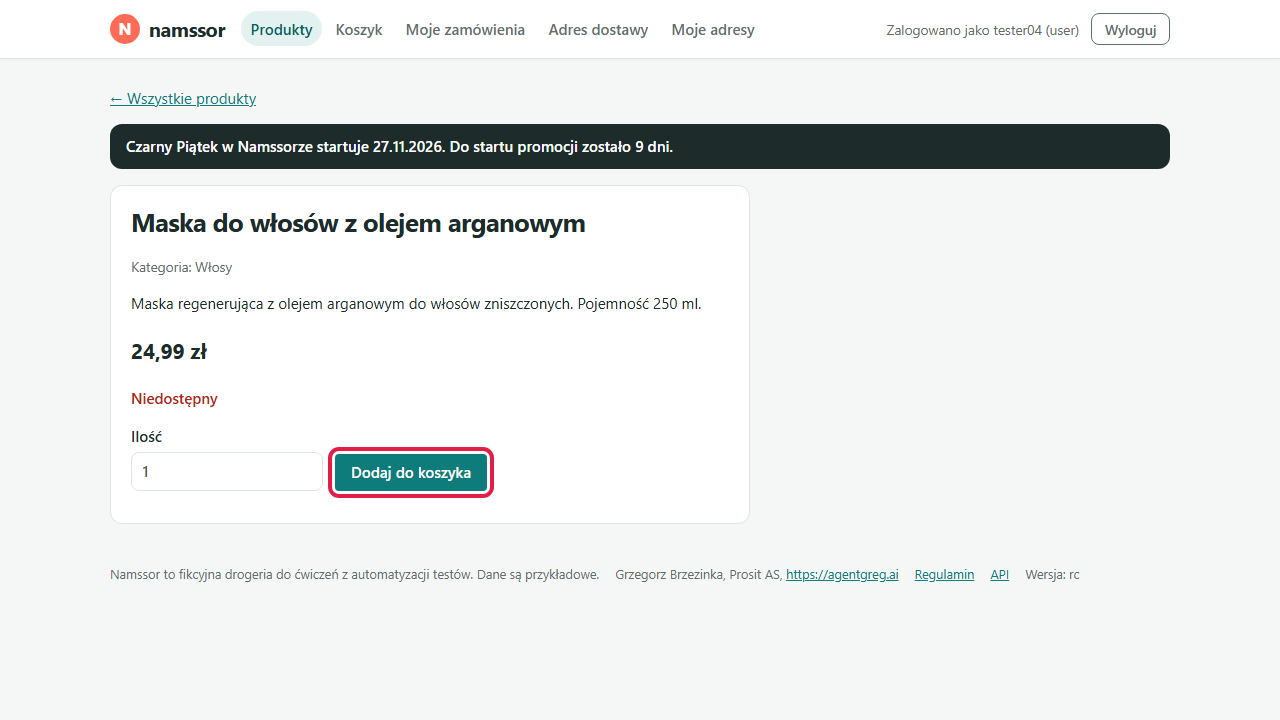 N namssor Produkty Koszyk Moje zamówienia Adres dostawy Moje adresy Zalogowano jako tester04 (user) Wyloguj
← Wszystkie produkty
Czarny Piątek w Namssorze startuje 27.11.2026. Do startu promocji zostało 9 dni.
Maska do włosów z olejem arganowym
Kategoria: Włosy
Maska regenerująca z olejem arganowym do włosów zniszczonych. Pojemność 250 ml.
24,99 zł
Niedostępny
Ilość
1 Dodaj do koszyka
Namssor to fikcyjna drogeria do ćwiczeń z automatyzacji testów. Dane są przykładowe. Grzegorz Brzezinka, Prosit AS, https://agentgreg.ai Regulamin API Wersja: rc